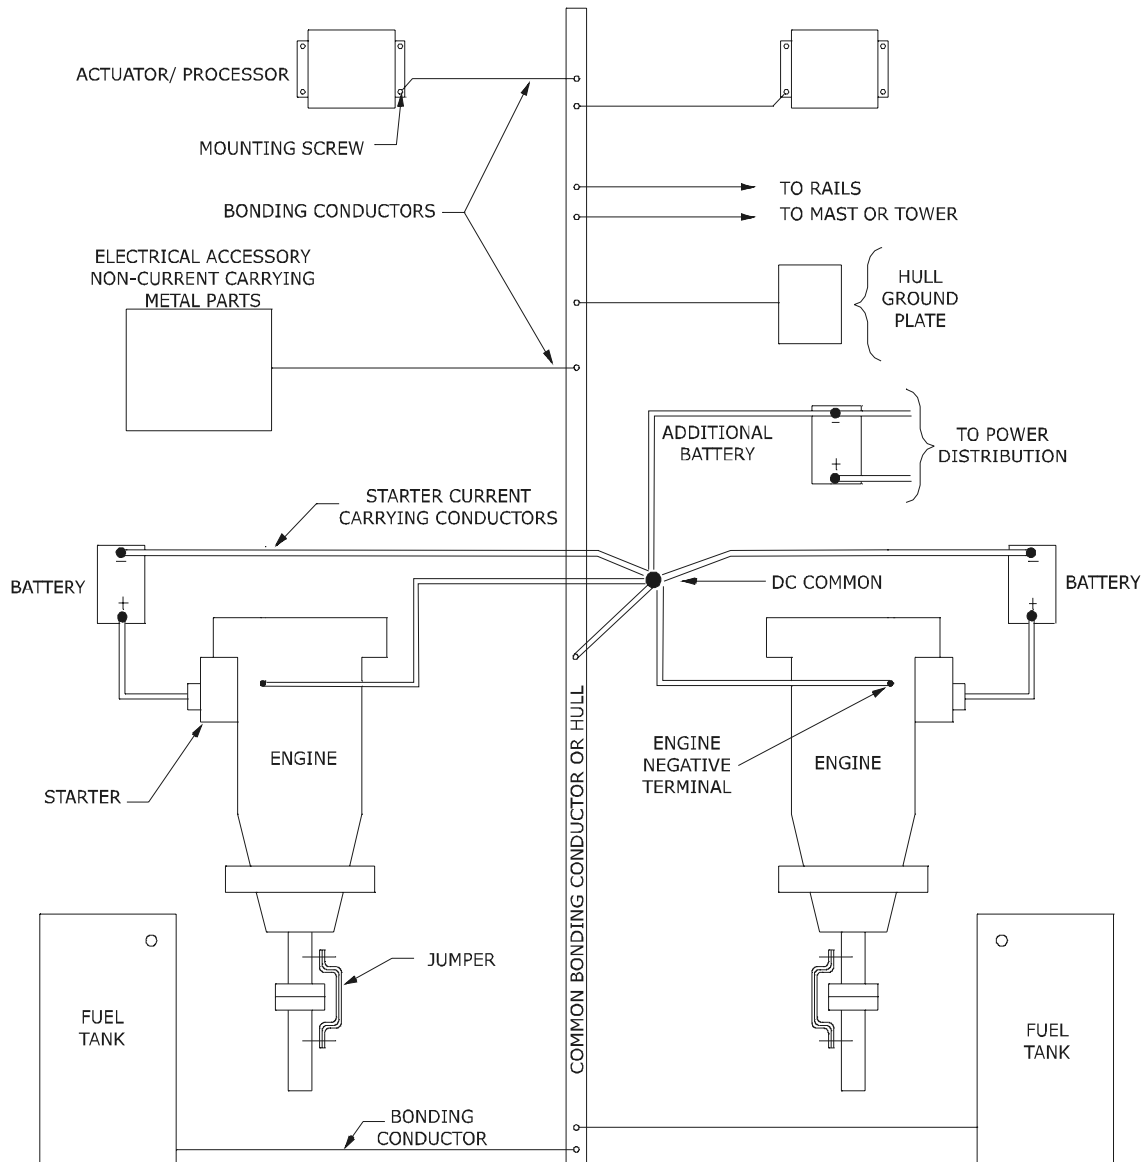 ACTUATOR/ PROCESSOR
MOUNTING SCREW
BONDING CONDUCTORS
TO RAILS
TO MAST OR TOWER
ELECTRICAL ACCESSORY
NON-CURRENT CARRYING
METAL PARTS
HULL
GROUND
PLATE
ADDITIONAL
BATTERY
−
+
TO POWER
DISTRIBUTION
STARTER CURRENT
CARRYING CONDUCTORS
BATTERY
−
+
DC COMMON
−
+
BATTERY
STARTER
ENGINE
COMMON BONDING CONDUCTOR OR HULL
ENGINE
NEGATIVE
TERMINAL
ENGINE
JUMPER
FUEL
TANK
FUEL
TANK
BONDING
CONDUCTOR